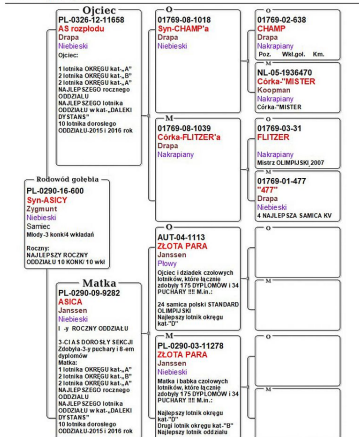 Ojciec
PL-0326-12-11658
AS rozpłodu
Drapa
Niebieski
Ojciec:
1 lotnika OKRĘGU kat-„A"
2 lotnika OKRĘGU kat-„B"
2 lotnika OKRĘGU kat-„A"
NAJLEPSZEGO rocznego
ODDZIAŁU
NAJLEPSZEGO lotnika
ODDZIAŁU w kat-„DALEKI
DYSTANS"
10 lotnika dorosłego
ODDZIAŁU-2015 i 2016 rok
Rodowód gołębia
PL-0290-16-600
Syn-ASICY
Zygmunt
Niebieski
Samiec
Młody-3 konk/4 wkładań
Roczny:
NAJLEPSZY ROCZNY
ODDZIAŁU 10 KONK/ 10 wkł
Matka
PL-0290-09-9282
ASICA
Janssen
Niebieski
I -y ROCZNY ODDZIAŁU
3-CI AS DOROSŁY SEKCJI
Zdobyła-3-y puchary i 8-em
dyplomów
Matka:
1 lotnika OKRĘGU kat-„A"
2 lotnika OKRĘGU kat-„B"
2 lotnika OKRĘGU kat-„A"
NAJLEPSZEGO rocznego
ODDZIAŁU
NAJLEPSZEGO lotnika
ODDZIAŁU w kat-„DALEKI
DYSTANS"
10 lotnika dorosłego
ODDZIAŁU-2015 i 2016 rok
O
01769-08-1018
Syn-CHAMP'a
Drapa
Niebieski
M
01769-08-1039
Córka-FLITZER'a
Drapa
Nakrapiany
O
AUT-04-1113
ZŁOTA PARA
Janssen
Płowy
Ojciec i dziadek czołowych
lotników, które łącznie
zdobyły 175 DYPLOMÓW i 34
PUCHARY !!!! M.in.:
24 samica polski STANDARD
OLIMPIJSKI
Najlepszy lotnik okręgu
kat-"D"
M
PL-0290-03-11278
ZŁOTA PARA
Janssen
Niebieski
Matka i babka czołowych
lotników, które łącznie
zdobyły 175 DYPLOMÓW i 34
PUCHARY !!!! M.in.:
Najlepszy lotnik okręgu
kat-"D"
Drugi lotnik okręgu kat-"B"
Najlepszy lotnik oddziału
O
01769-02-638
CHAMP
Drapa
Nakrapiany
Poz. Wkł.goł. Km.
M
NL-05-1936470
Córka-"MISTER
Koopman
Nakrapiany
Córka-"MISTER
O
01769-03-31
FLITZER
Nakrapiany
Mistrz OLIMPIJSKI 2007
M
01769-01-477
"477"
Drapa
Niebieski
4 NAJLEPSZA SAMICA KV
O
M
O
M